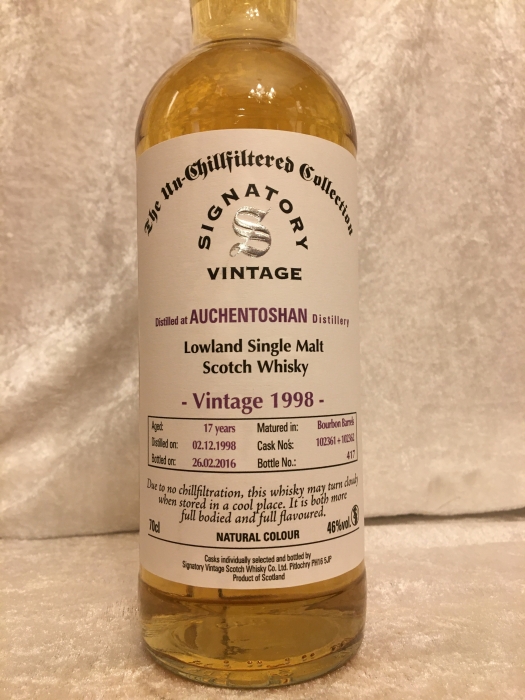 The Un-Chillfiltered Collection
SIGNATORY
S
VINTAGE
Distilled at AUCHENTOSHAN Distillery
Lowland Single Malt
Scotch Whisky
- Vintage 1998 -
Aged: 17 years Matured in: Bourbon Barrels
Distilled on: 02.12.1998 Cask No's: 102361 + 102362
Bottled on: 26.02.2016 Bottle No.: 417
Due to no chillfiltration, this whisky may turn cloudy
when stored in a cool place. It is both more
full bodied and full flavoured.
70cl 46%vol.
NATURAL COLOUR
Casks individually selected and bottled by
Signatory Vintage Scotch Whisky Co. Ltd. Pitlochry PH16 5JP
Product of Scotland